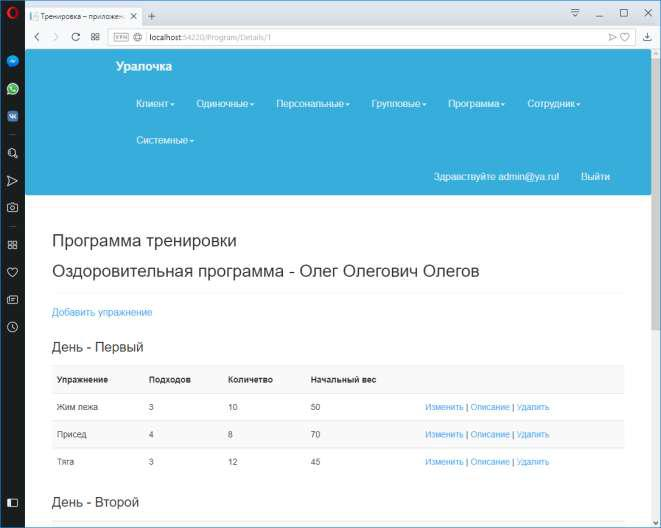 Тренировка – приложен
VPN localhost:54220/Program/Details/1
Уралочка
Клиент Одиночные Персональные Групповые Программа Сотрудник
Системные
Здравствуйте admin@ya.ru! Выйти
Программа тренировки
Оздоровительная программа - Олег Олегович Олегов
Добавить упражнение
День - Первый
Упражнение Подходов Количетво Начальный вес
Жим лежа 3 10 50 Изменить | Описание | Удалить
Присед 4 8 70 Изменить | Описание | Удалить
Тяга 3 12 45 Изменить | Описание | Удалить
День - Второй